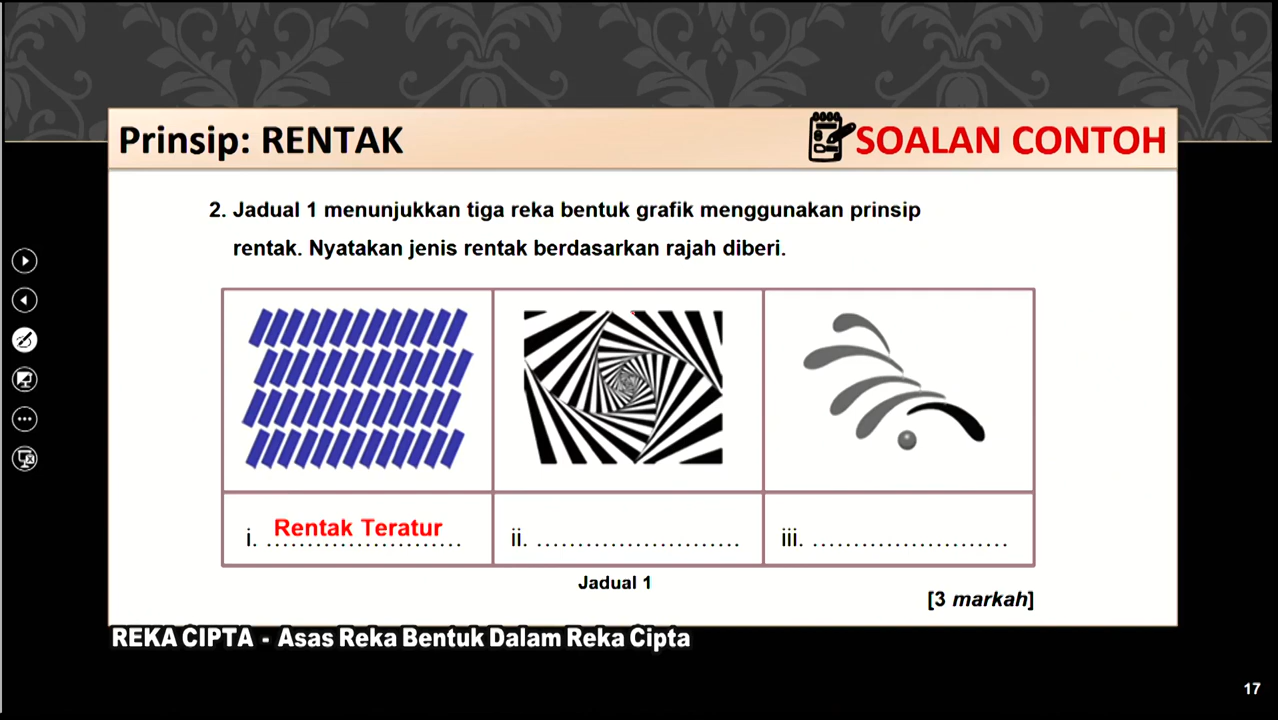 Prinsip: RENTAK
SOALAN CONTOH
2. Jadual 1 menunjukkan tiga reka bentuk grafik menggunakan prinsip
rentak. Nyatakan jenis rentak berdasarkan rajah diberi.
i. Rentak Teratur
ii. ........................
iii. ........................
Jadual 1
[3 markah]
REKA CIPTA - Asas Reka Bentuk Dalam Reka Cipta
17